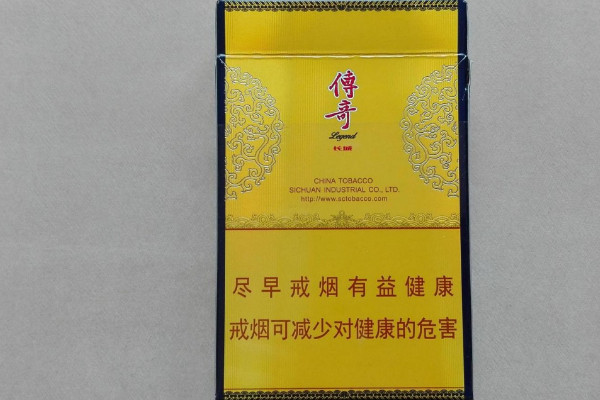 傳
奇
Legend
长城
CHINA TOBACCO
SICHUAN INDUSTRIAL CO., LTD.
http://www.sctobacco.com
尽早戒烟有益健康
戒烟可减少对健康的危害